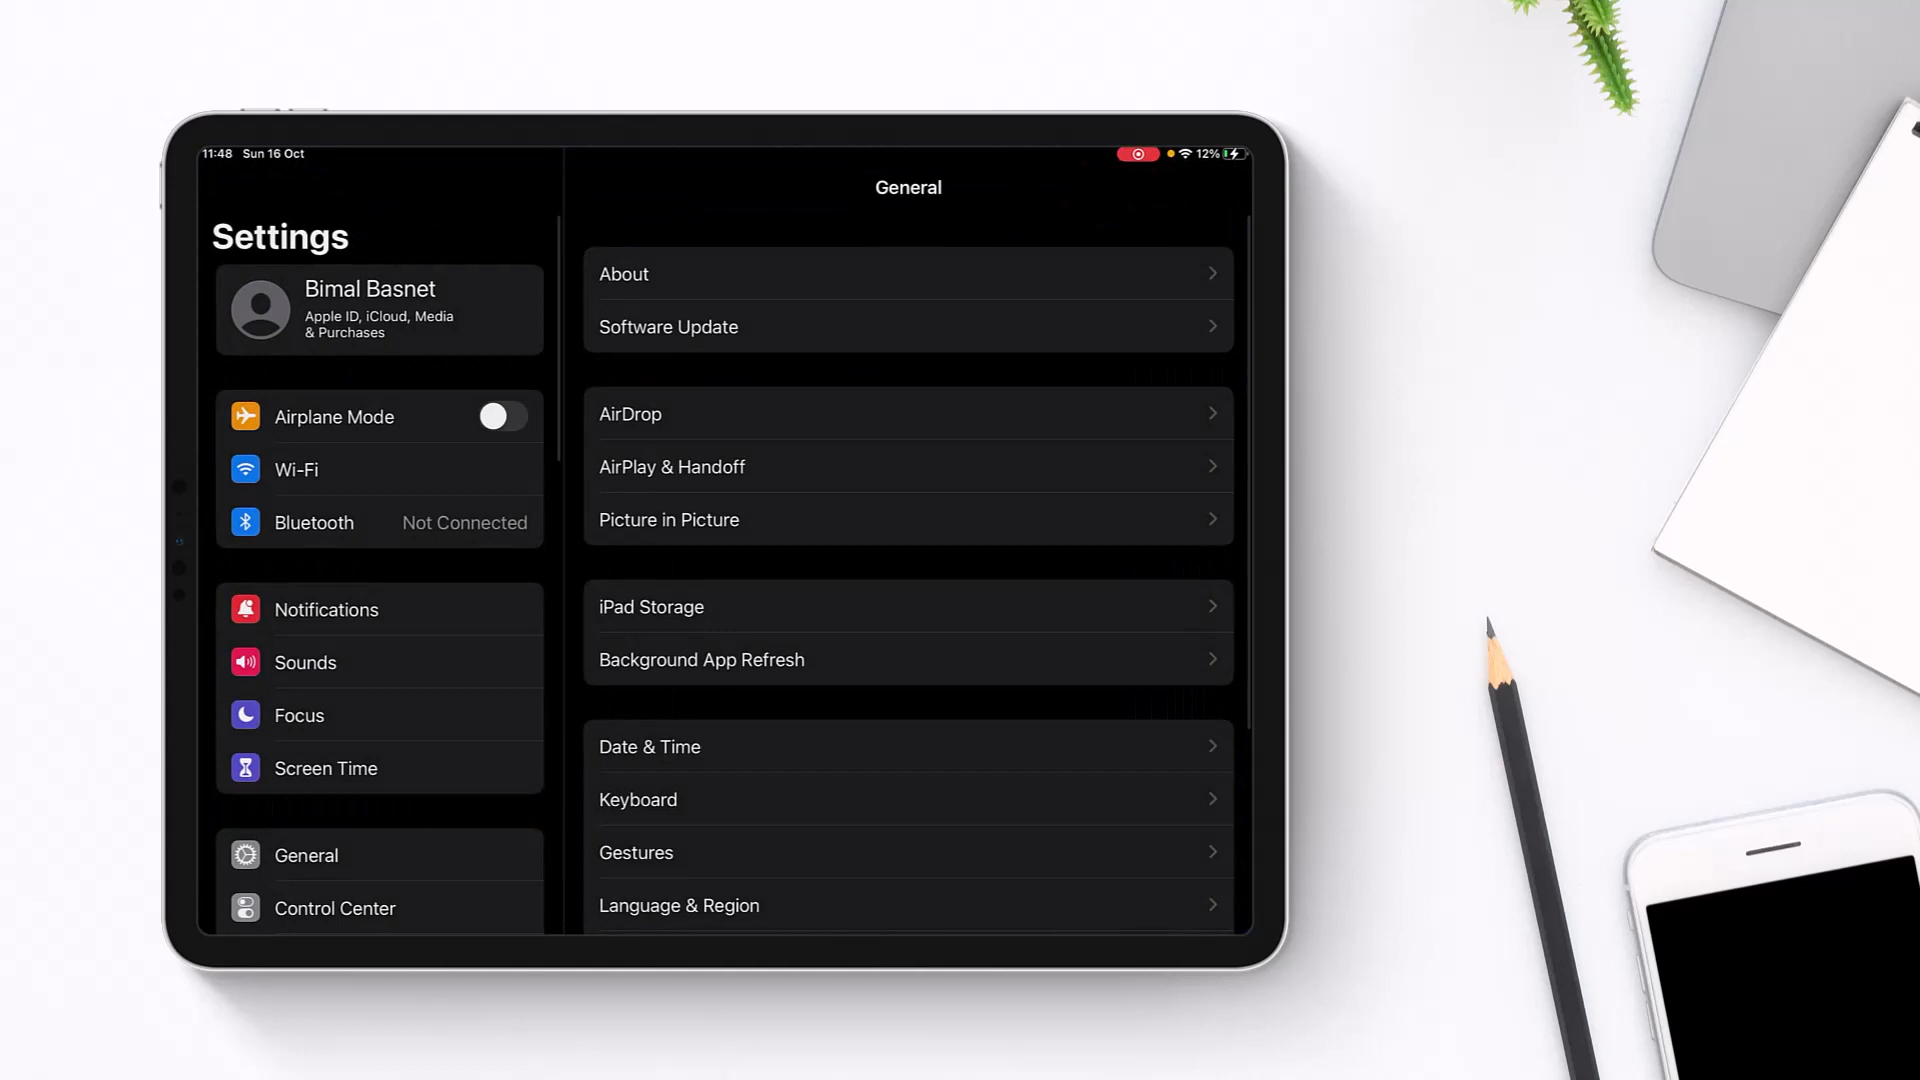 11:48 Sun 16 Oct
12%
Settings
Bimal Basnet
Apple ID, iCloud, Media
& Purchases
Airplane Mode
Wi-Fi
Bluetooth Not Connected
Notifications
Sounds
Focus
Screen Time
General
Control Center
General
About
Software Update
AirDrop
AirPlay & Handoff
Picture in Picture
iPad Storage
Background App Refresh
Date & Time
Keyboard
Gestures
Language & Region